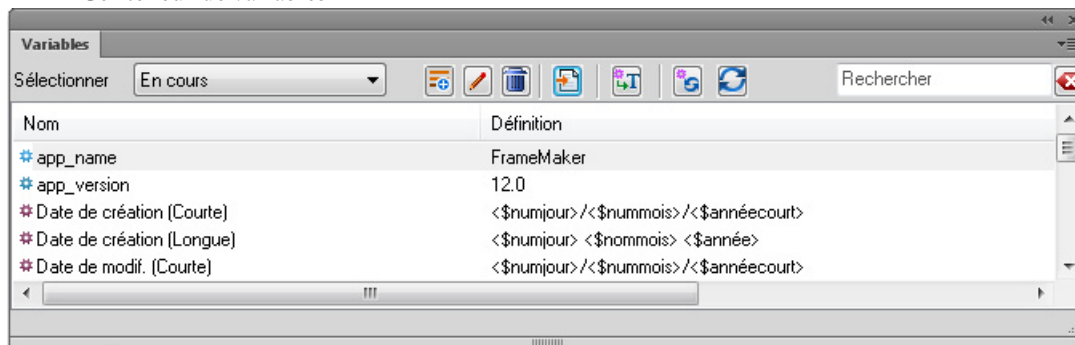 Variables
Sélectionner En cours Rechercher
Nom Définition
app_name FrameMaker
app_version 12.0
Date de création (Courte) <$numjour>/<$nummois>/<$annéecourt>
Date de création (Longue) <$numjour> <$nommois> <$année>
Date de modif. (Courte) <$numjour>/<$nummois>/<$annéecourt>